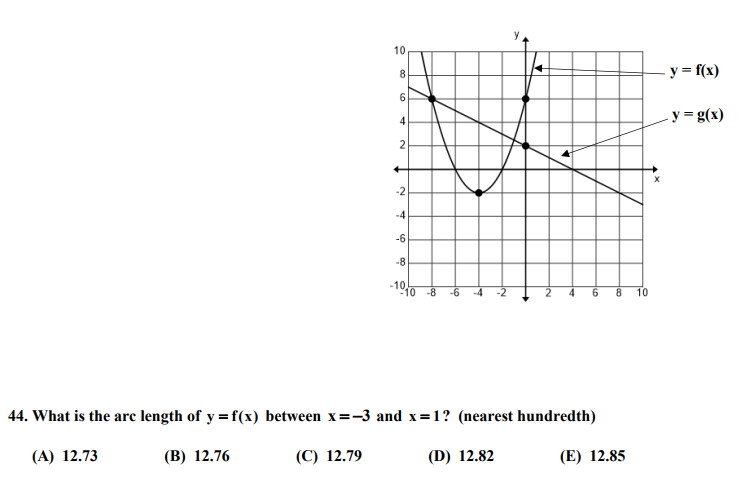 y
10
8
6
4
2
-2
-4
-6
-8
-10
-10 -8 -6 -4 -2 2 4 6 8 10
x
y = f(x)
y = g(x)
44. What is the arc length of y = f(x) between x = −3 and x = 1? (nearest hundredth)
(A) 12.73 (B) 12.76 (C) 12.79 (D) 12.82 (E) 12.85